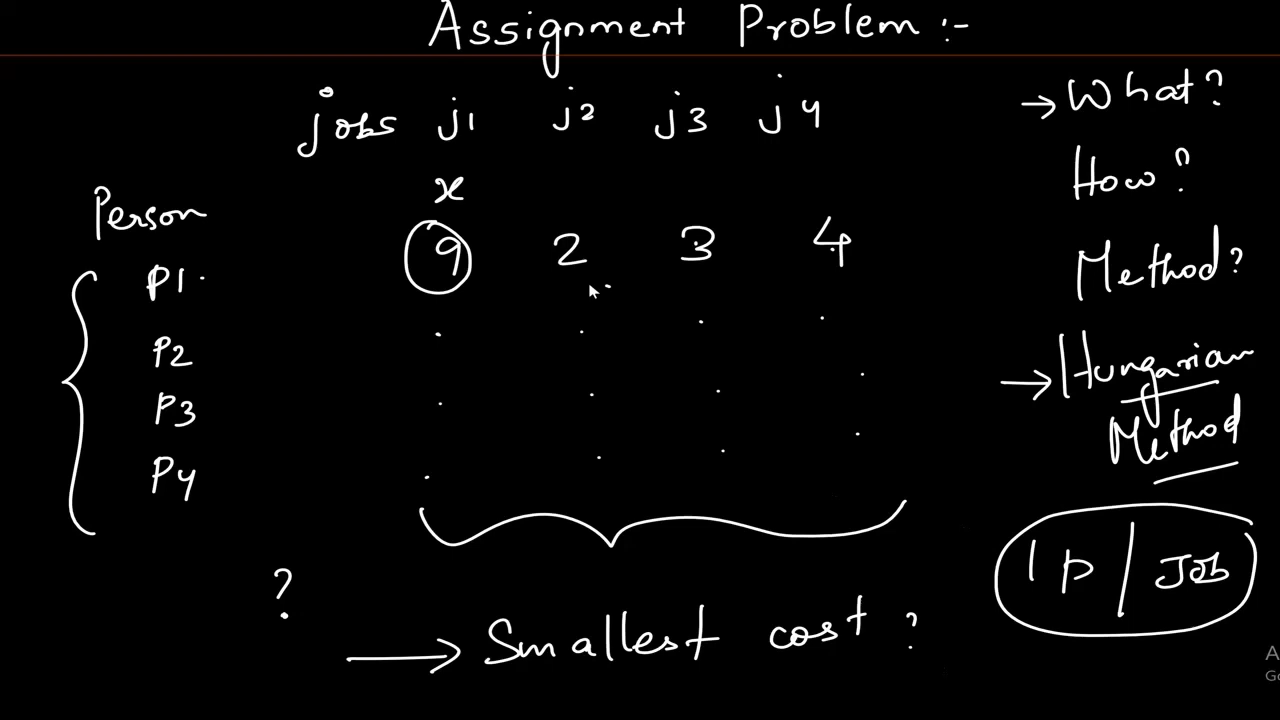 Assignment Problem :-
jobs j1 j2 j3 j4
x
Person
9 2 3 4
P1
P2
P3
P4
?
→ Smallest cost ?
→ What?
How?
Method?
→ Hungarian
Method
1 P / Job